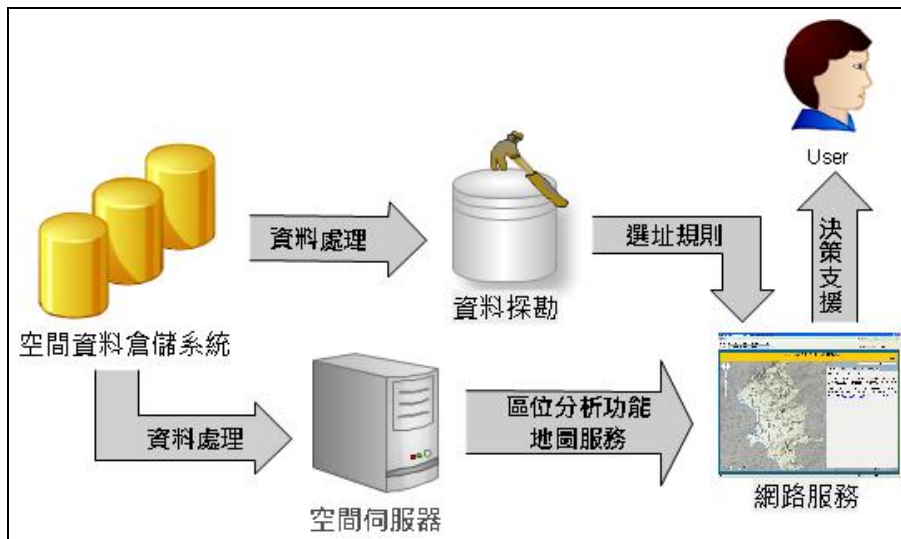 User
資料處理
選址規則
決策支援
資料探勘
空間資料倉儲系統
資料處理
區位分析功能
地圖服務
網路服務
空間伺服器